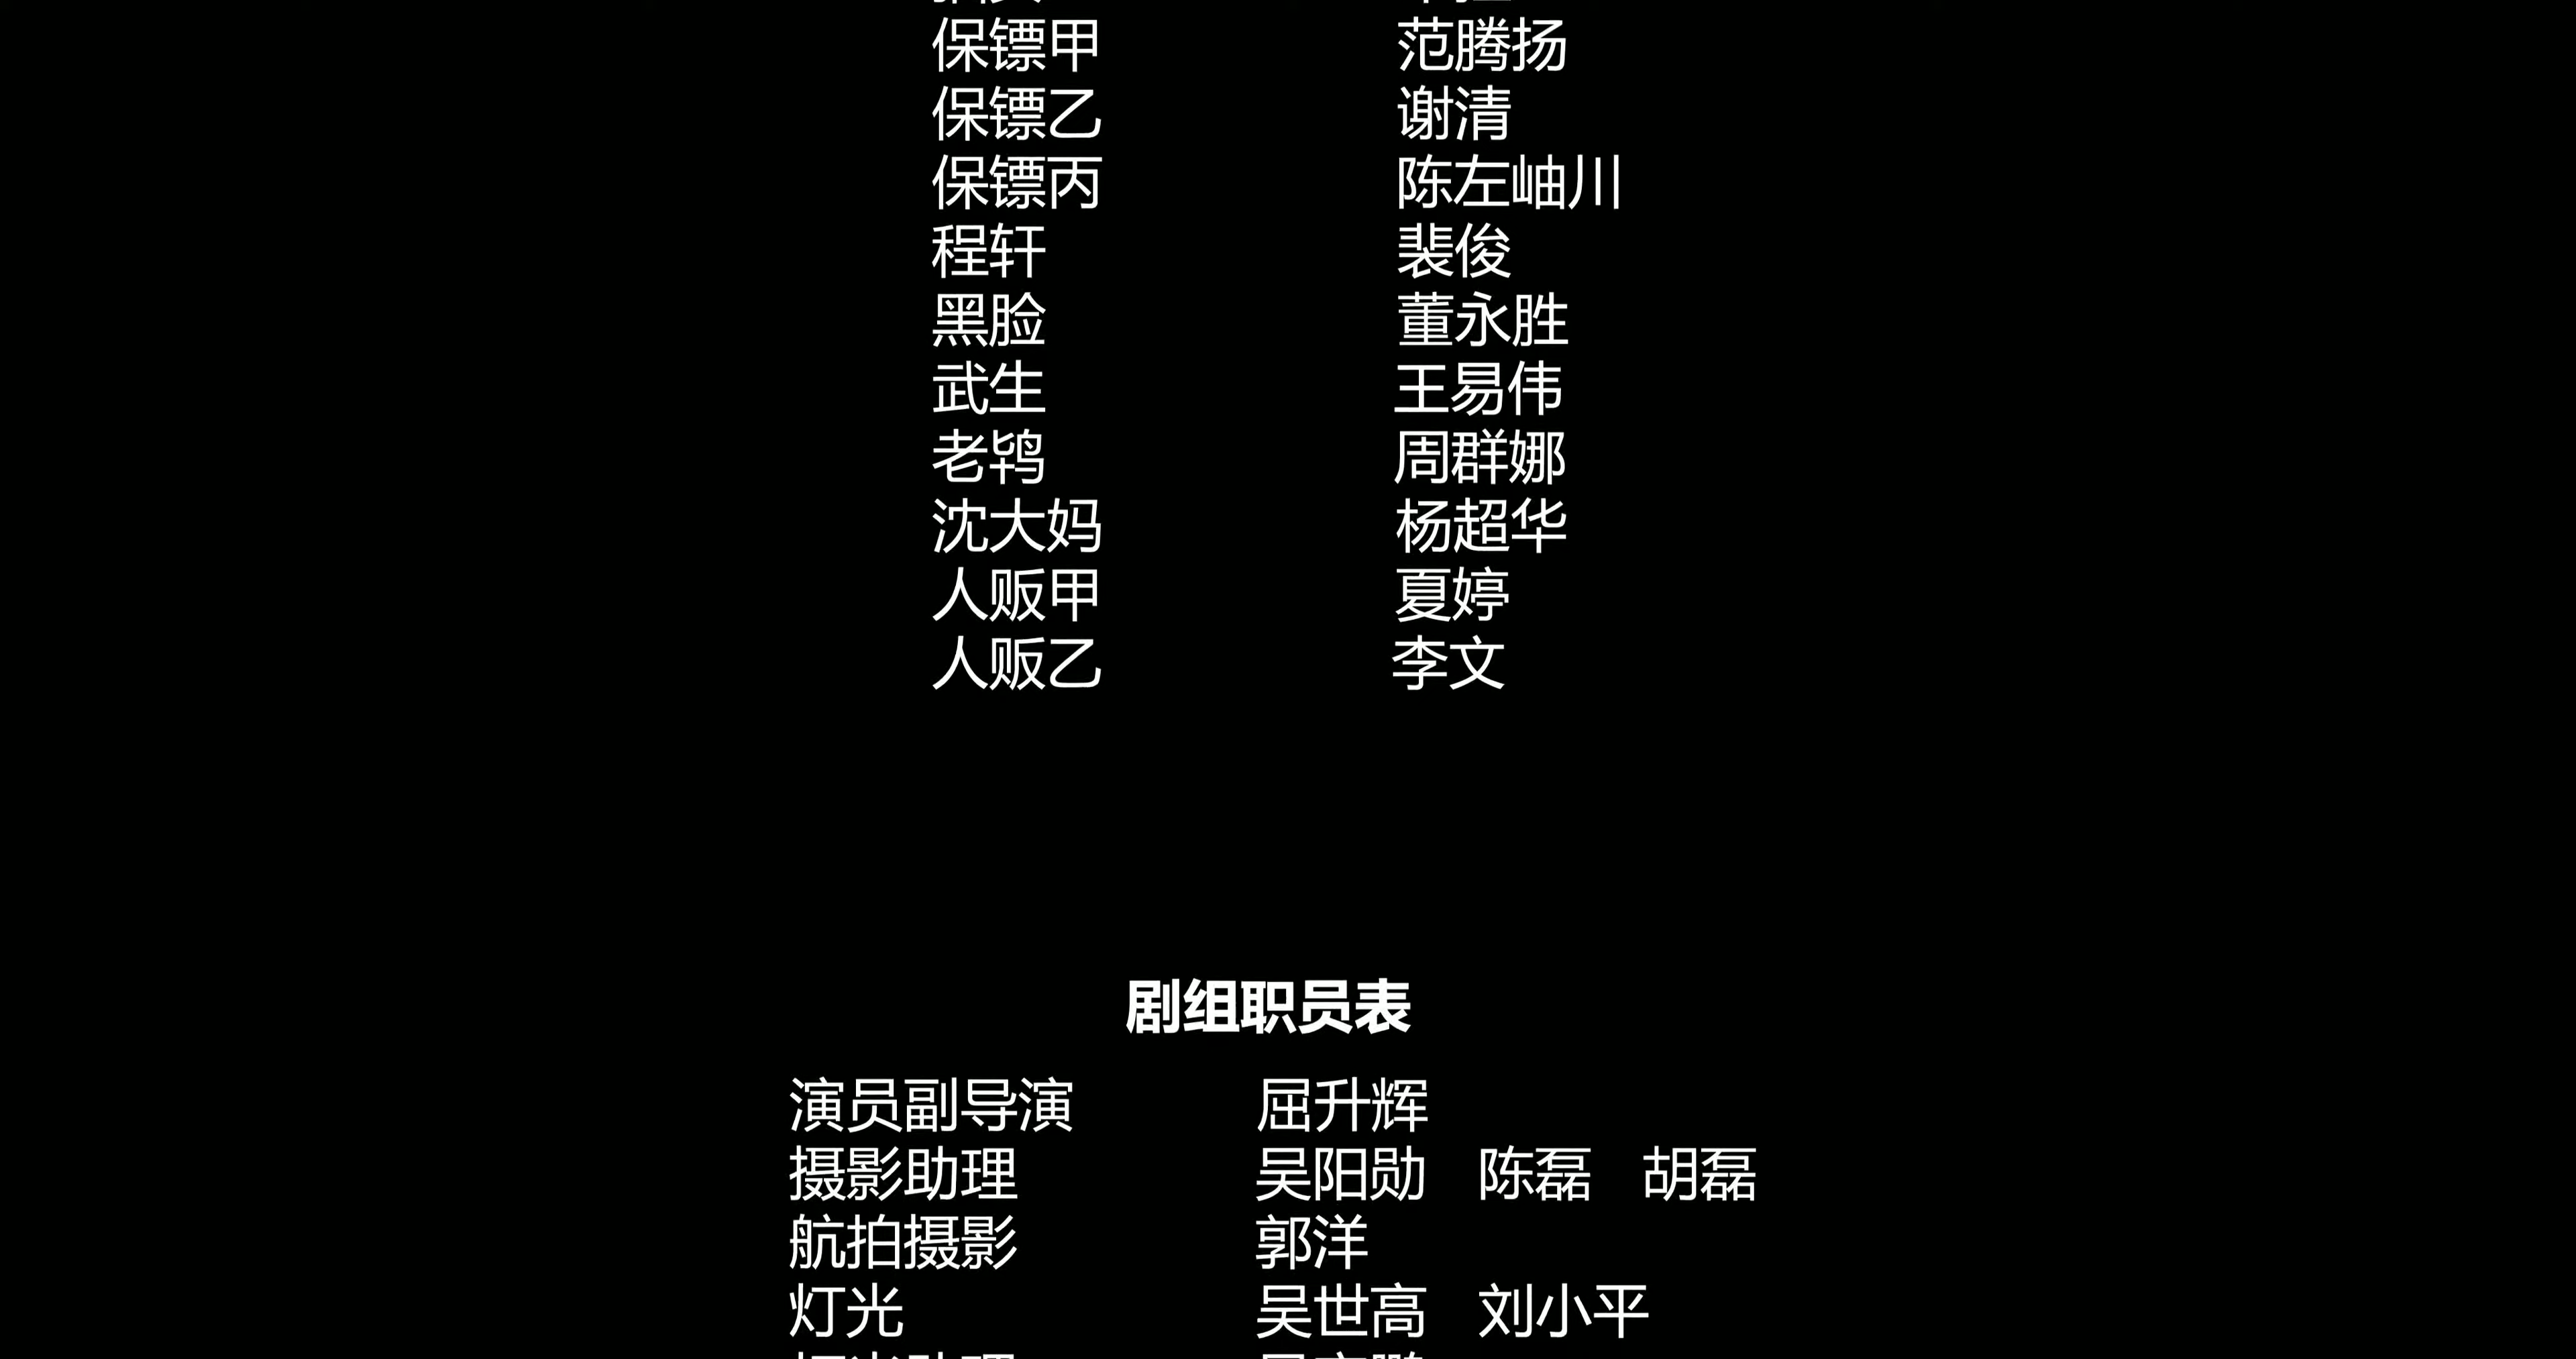 保镖甲 范腾扬
保镖乙 谢清
保镖丙 陈左岫川
程轩 裴俊
黑脸 董永胜
武生 王易伟
老鸨 周群娜
沈大妈 杨超华
人贩甲 夏婷
人贩乙 李文
剧组职员表
演员副导演 屈升辉
摄影助理 吴阳勋 陈磊 胡磊
航拍摄影 郭洋
灯光 吴世高 刘小平